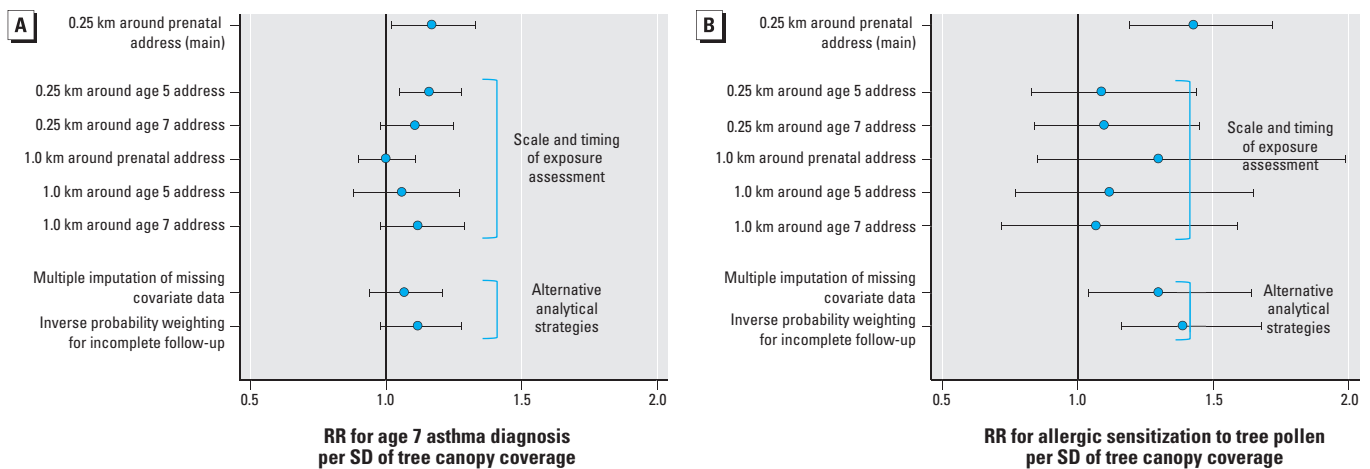 A
0.25 km around prenatal
address (main)
0.25 km around age 5 address
0.25 km around age 7 address
1.0 km around prenatal address
1.0 km around age 5 address
1.0 km around age 7 address
Multiple imputation of missing
covariate data
Inverse probability weighting
for incomplete follow-up
Scale and timing
of exposure
assessment
Alternative
analytical
strategies
0.5 1.0 1.5 2.0
RR for age 7 asthma diagnosis
per SD of tree canopy coverage
B
0.25 km around prenatal
address (main)
0.25 km around age 5 address
0.25 km around age 7 address
1.0 km around prenatal address
1.0 km around age 5 address
1.0 km around age 7 address
Multiple imputation of missing
covariate data
Inverse probability weighting
for incomplete follow-up
Scale and timing
of exposure
assessment
Alternative
analytical
strategies
0.5 1.0 1.5 2.0
RR for allergic sensitization to tree pollen
per SD of tree canopy coverage